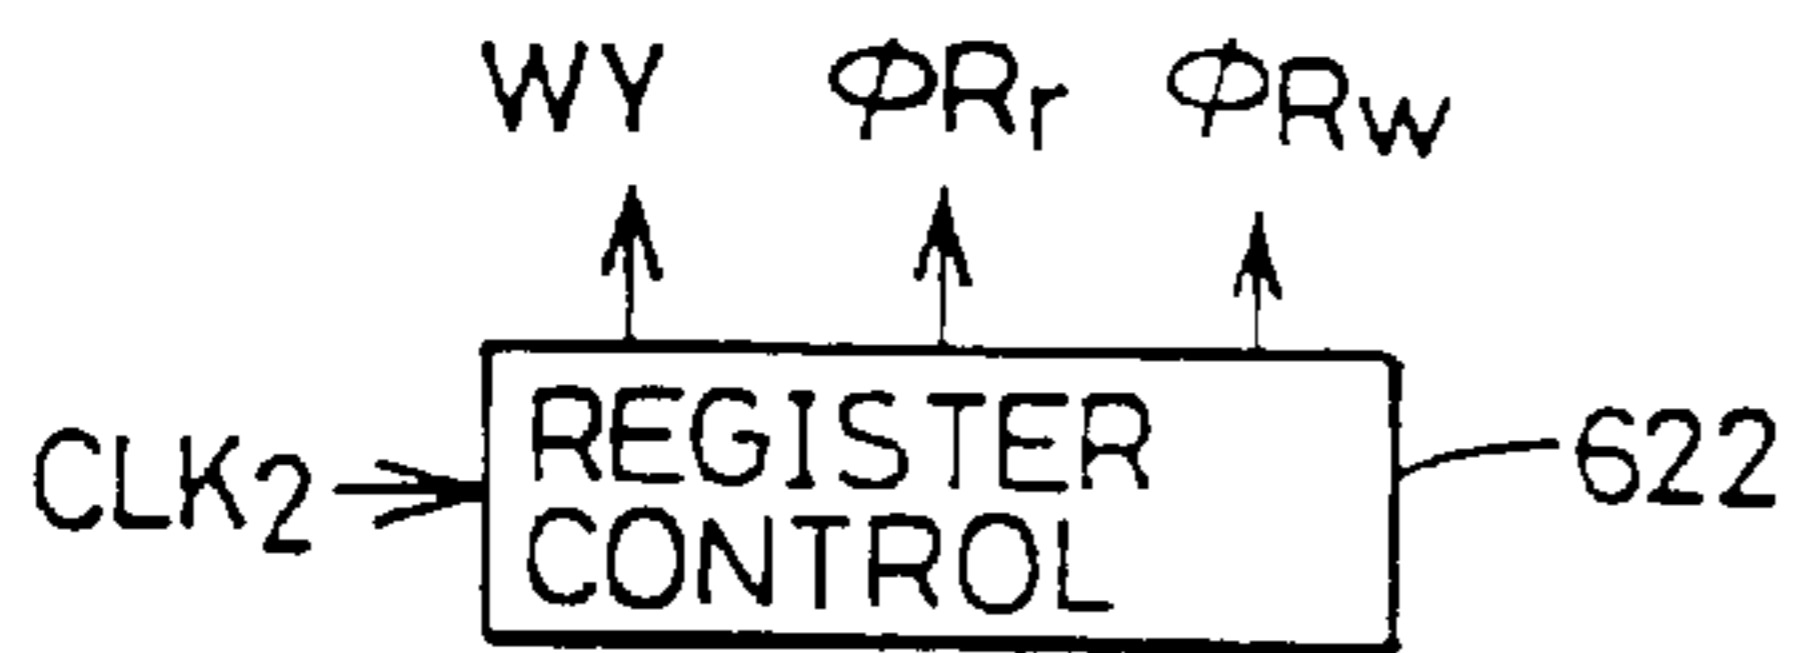 WY ΦRr ΦRw
REGISTER
CLK2 622
CONTROL